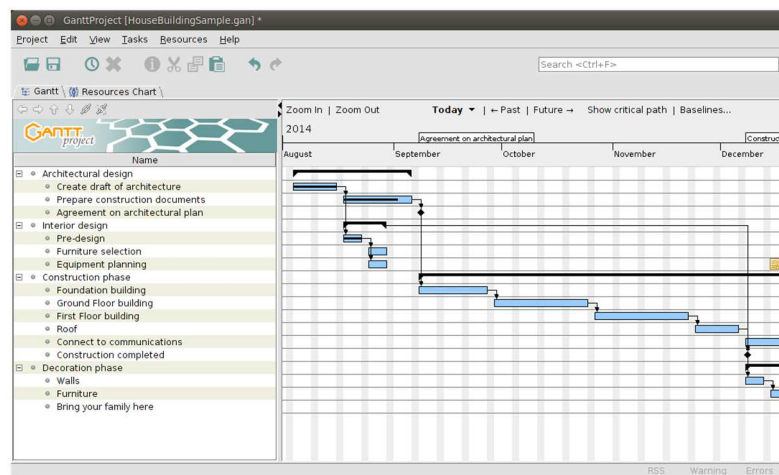 GanttProject [HouseBuildingSample.gan] *
Project Edit View Tasks Resources Help
Search <Ctrl+F>
Gantt Resources Chart
Zoom In | Zoom Out Today | ← Past | Future → Show critical path | Baselines...
GANTT
project
2014
Agreement on architectural plan Construc
Name
August September October November December
Architectural design
Create draft of architecture
Prepare construction documents
Agreement on architectural plan
Interior design
Pre-design
Furniture selection
Equipment planning
Construction phase
Foundation building
Ground Floor building
First Floor building
Roof
Connect to communications
Construction completed
Decoration phase
Walls
Furniture
Bring your family here
RSS Warning Errors